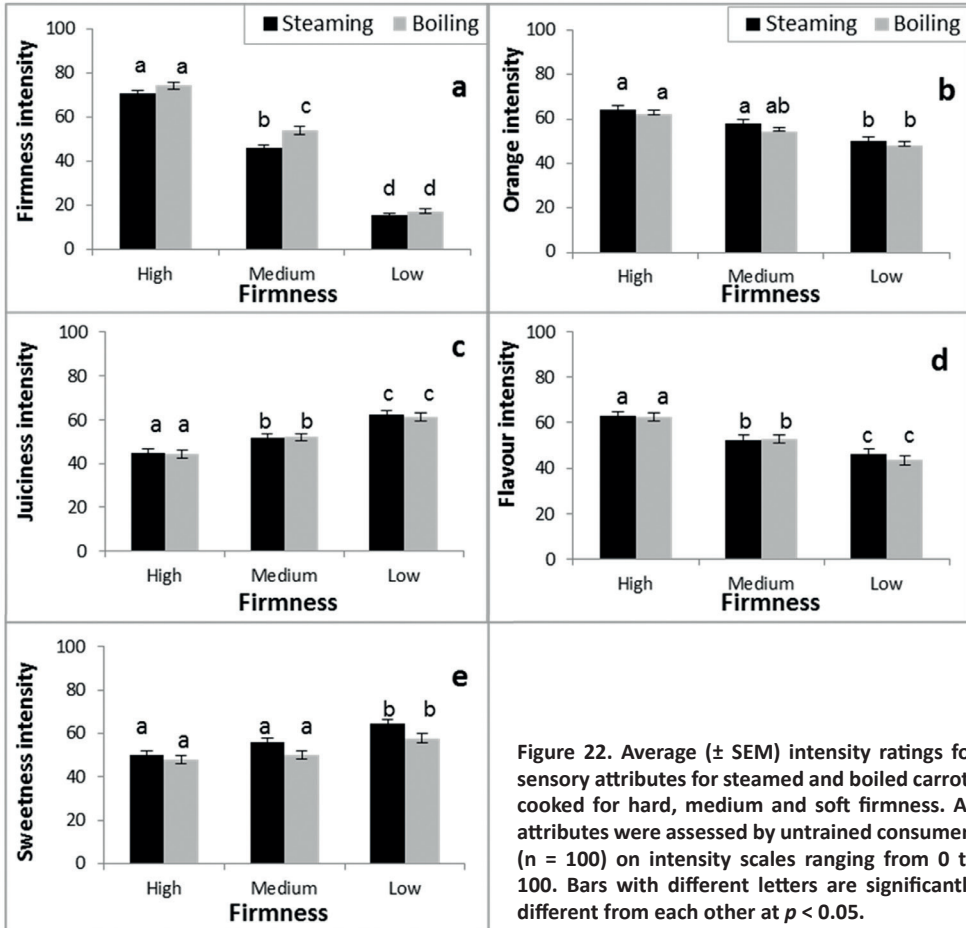 Steaming Boiling
100
80
60
40
20
0
a a
b c
d d
a
Firmness intensity
High Medium Low
Firmness
Steaming Boiling
100
80
60
40
20
0
a a
a ab
b b
b
Orange intensity
High Medium Low
Firmness
100
80
60
40
20
0
a a
b b
c c
c
Juiciness intensity
High Medium Low
Firmness
100
80
60
40
20
0
a a
b b
c c
d
Flavour intensity
High Medium Low
Firmness
100
80
60
40
20
0
a a
a a
b b
e
Sweetness intensity
High Medium Low
Firmness
Figure 22. Average (± SEM) intensity ratings fo
sensory attributes for steamed and boiled carrot
cooked for hard, medium and soft firmness. A
attributes were assessed by untrained consumer
(n = 100) on intensity scales ranging from 0 t
100. Bars with different letters are significantl
different from each other at p < 0.05.